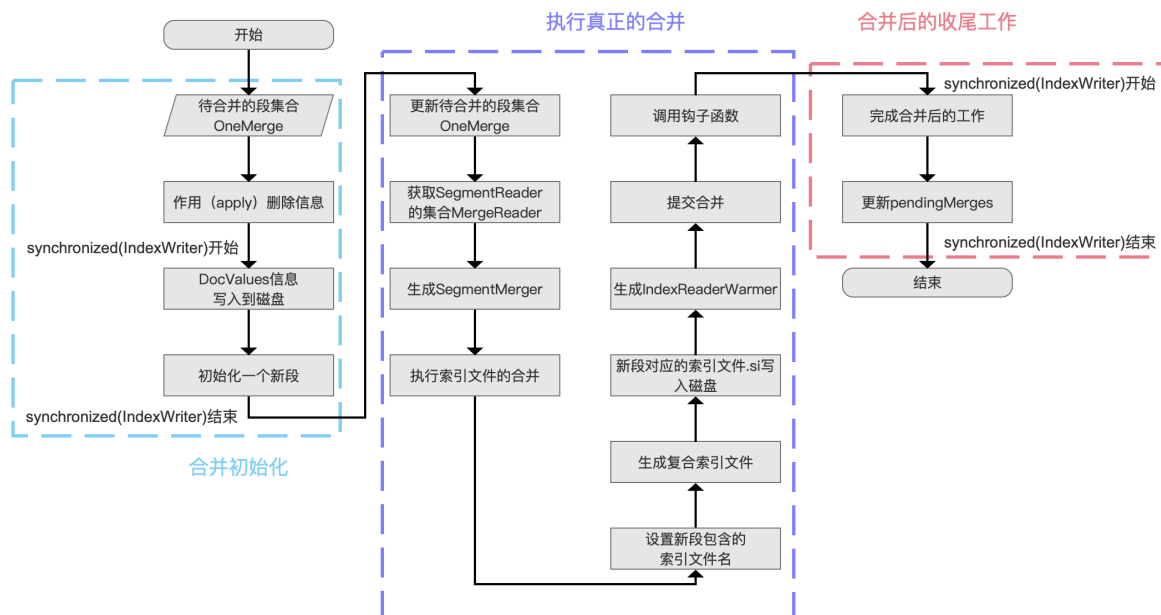 开始
待合并的段集合
OneMerge
作用（apply）删除信息
synchronized(IndexWriter)开始
DocValues信息
写入到磁盘
初始化一个新段
synchronized(IndexWriter)结束
合并初始化
执行真正的合并
更新待合并的段集合
OneMerge
获取SegmentReader
的集合MergeReader
生成SegmentMerger
执行索引文件的合并
设置新段包含的
索引文件名
生成复合索引文件
新段对应的索引文件.si写
入磁盘
生成IndexReaderWarmer
提交合并
调用钩子函数
合并后的收尾工作
synchronized(IndexWriter)开始
完成合并后的工作
更新pendingMerges
synchronized(IndexWriter)结束
结束